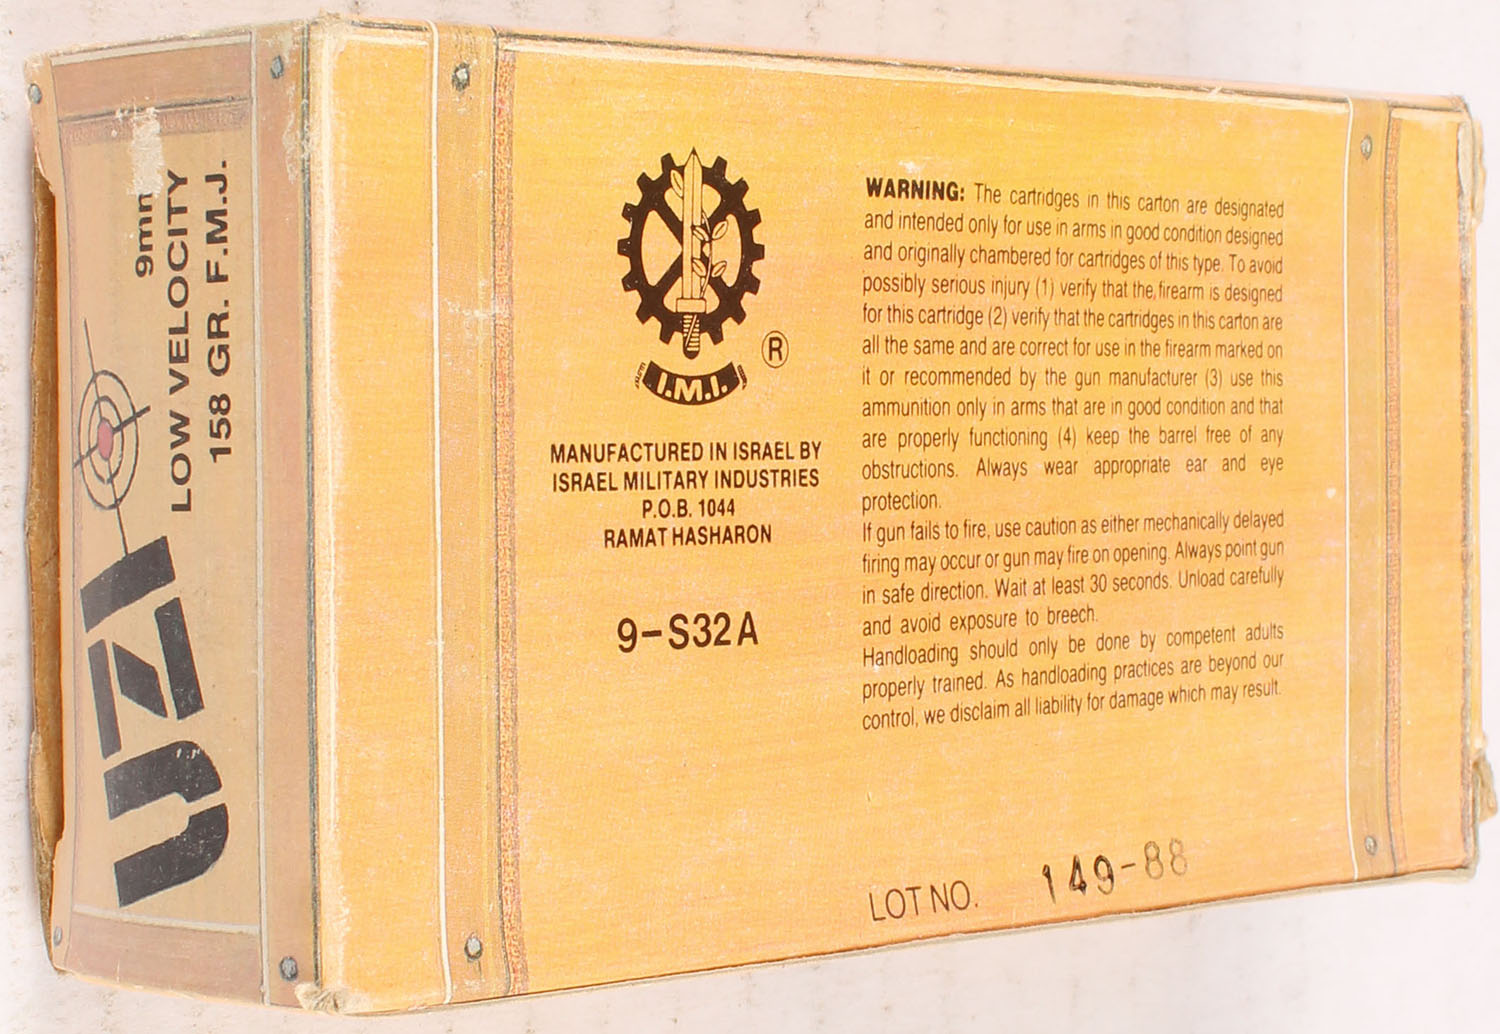 UZI
9mm
LOW VELOCITY
158 GR. F.M.J.
I.M.I.
®
MANUFACTURED IN ISRAEL BY
ISRAEL MILITARY INDUSTRIES
P.O.B. 1044
RAMAT HASHARON
9-S32A
WARNING: The cartridges in this carton are designated
and intended only for use in arms in good condition designed
and originally chambered for cartridges of this type. To avoid
possibly serious injury (1) verify that the firearm is designed
for this cartridge (2) verify that the cartridges in this carton are
all the same and are correct for use in the firearm marked on
it or recommended by the gun manufacturer (3) use this
ammunition only in arms that are in good condition and that
are properly functioning (4) keep the barrel free of any
obstructions. Always wear appropriate ear and eye
protection.
If gun fails to fire, use caution as either mechanically delayed
firing may occur or gun may fire on opening. Always point gun
in safe direction. Wait at least 30 seconds. Unload carefully
and avoid exposure to breech.
Handloading should only be done by competent adults
properly trained. As handloading practices are beyond our
control, we disclaim all liability for damage which may result.
LOT NO. 149-88